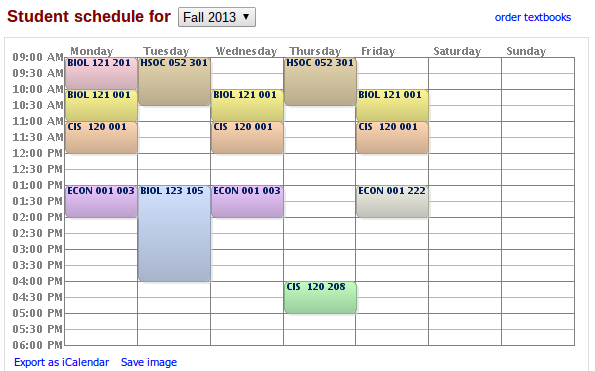 Student schedule for Fall 2013 order textbooks
Monday Tuesday Wednesday Thursday Friday Saturday Sunday
09:00 AM BIOL 121 201 HSOC 052 301 HSOC 052 301
09:30 AM
10:00 AM BIOL 121 001 BIOL 121 001 BIOL 121 001
10:30 AM
11:00 AM CIS 120 001 CIS 120 001 CIS 120 001
11:30 AM
12:00 PM
12:30 PM
01:00 PM ECON 001 003 BIOL 123 105 ECON 001 003 ECON 001 222
01:30 PM
02:00 PM
02:30 PM
03:00 PM
03:30 PM
04:00 PM CIS 120 208
04:30 PM
05:00 PM
05:30 PM
06:00 PM
Export as iCalendar Save image